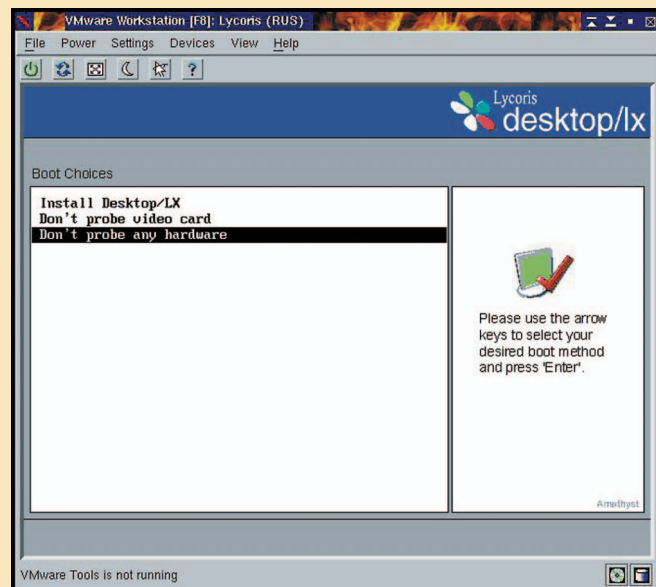 VMware Workstation [F8]: Lycoris (RUS)
File Power Settings Devices View Help
?
Lycoris
desktop/lx
Boot Choices
Install Desktop/LX
Don't probe video card
Don't probe any hardware
Please use the arrow
keys to select your
desired boot method
and press 'Enter'.
Amethyst
VMware Tools is not running